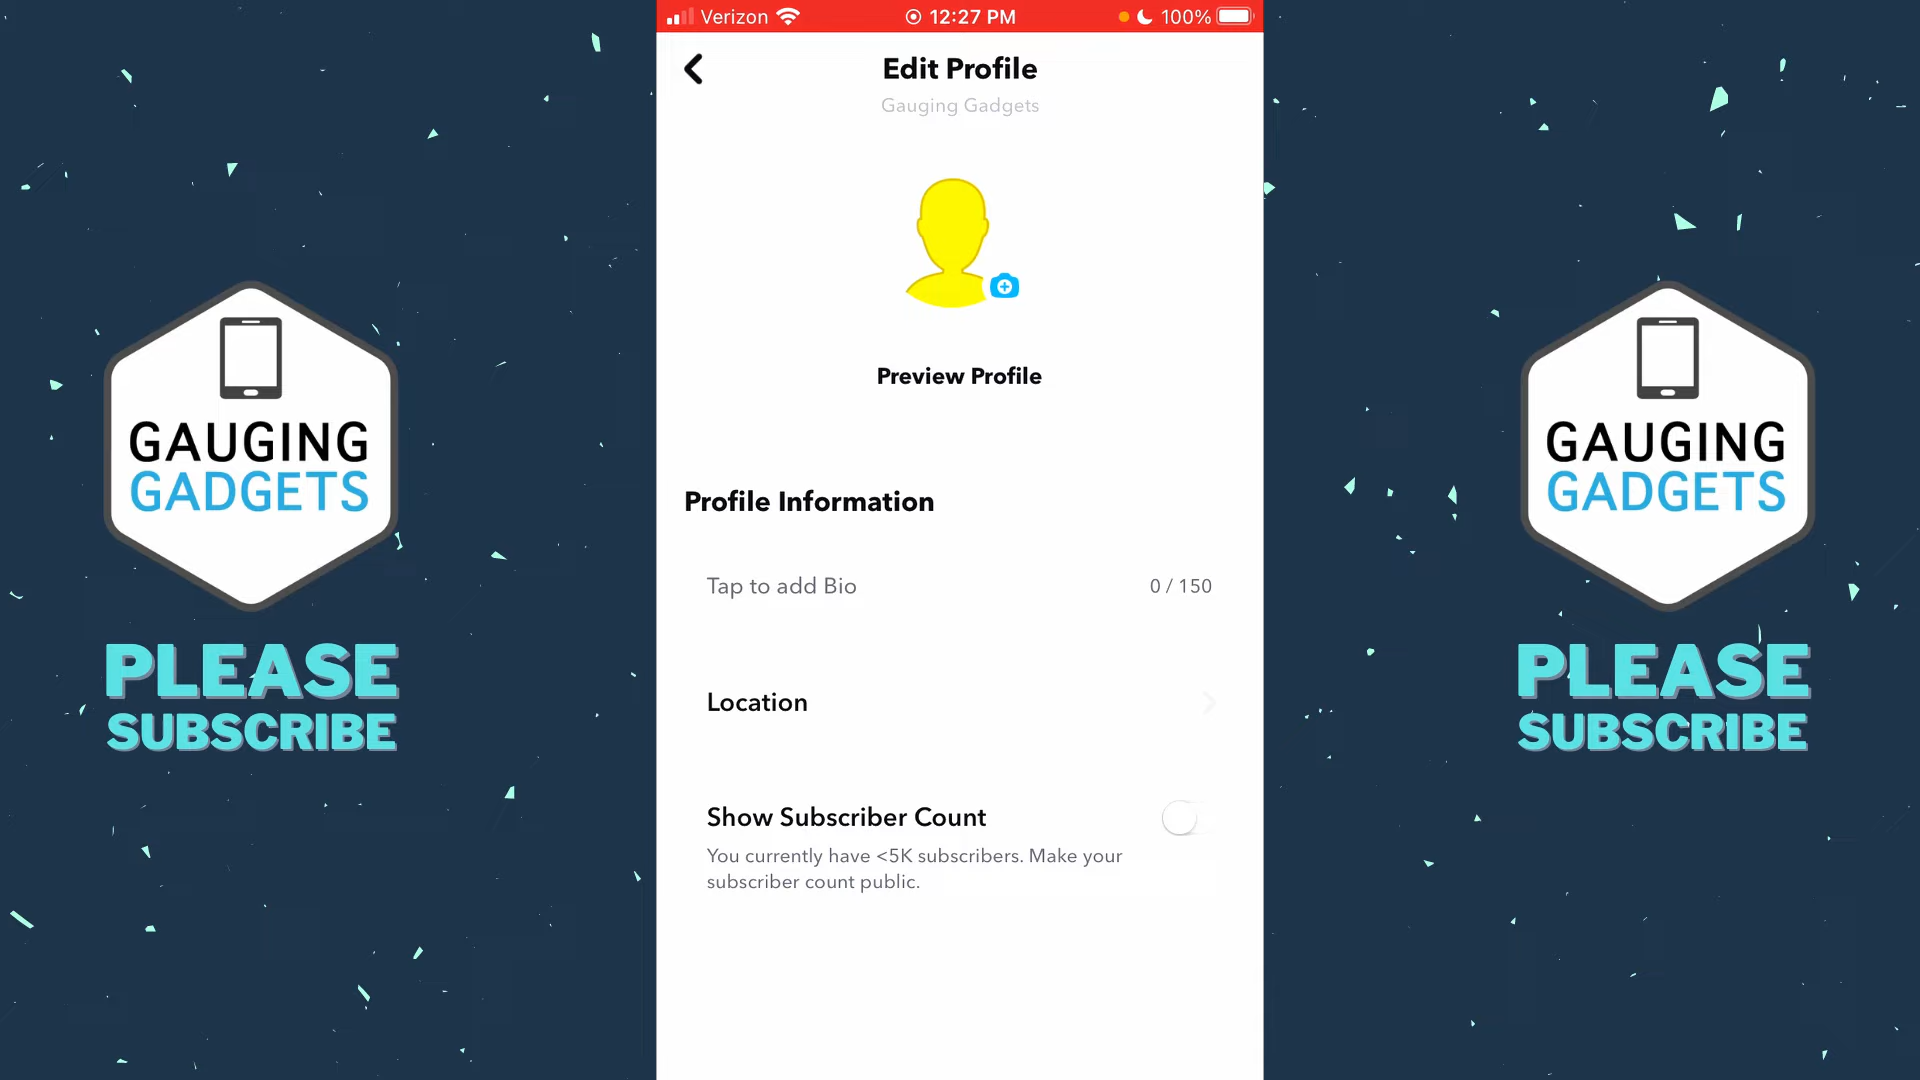 Verizon 12:27 PM 100%
Edit Profile
Gauging Gadgets
Preview Profile
Profile Information
Tap to add Bio 0 / 150
Location
Show Subscriber Count
You currently have <5K subscribers. Make your
subscriber count public.
GAUGING
GADGETS
PLEASE
SUBSCRIBE
GAUGING
GADGETS
PLEASE
SUBSCRIBE